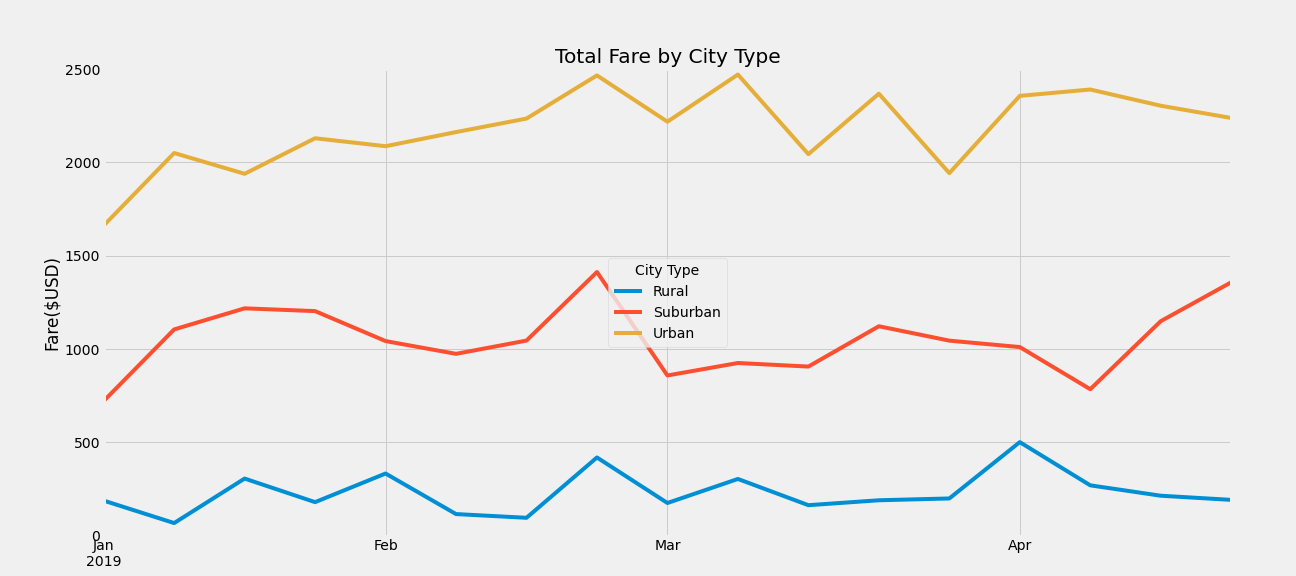 Total Fare by City Type
2500
2000
1500
1000
500
0
Fare($USD)
City Type
Rural
Suburban
Urban
Jan Feb Mar Apr
2019